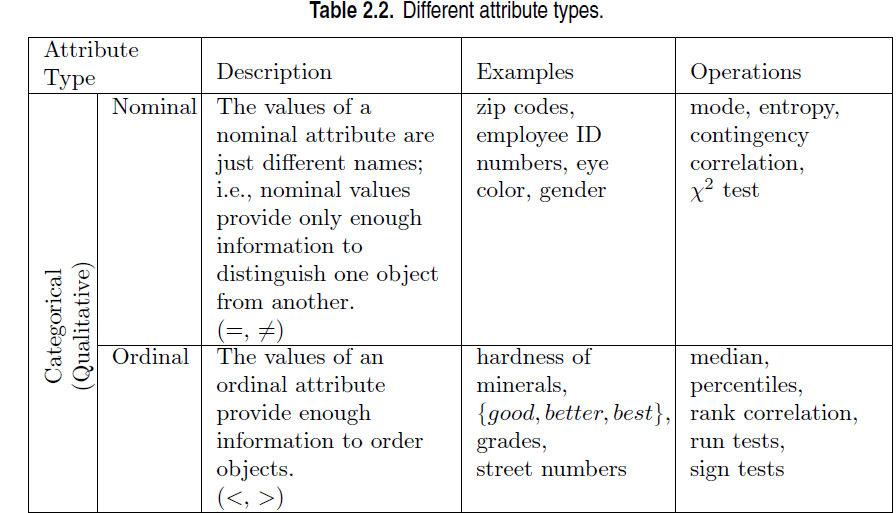 Table 2.2. Different attribute types.
Attribute
Type
Description
Examples
Operations
Categorical
(Qualitative)
Nominal
The values of a
nominal attribute are
just different names;
i.e., nominal values
provide only enough
information to
distinguish one object
from another.
(=, ≠)
zip codes,
employee ID
numbers, eye
color, gender
mode, entropy,
contingency
correlation,
χ² test
Ordinal
The values of an
ordinal attribute
provide enough
information to order
objects.
(<, >)
hardness of
minerals,
{good, better, best},
grades,
street numbers
median,
percentiles,
rank correlation,
run tests,
sign tests